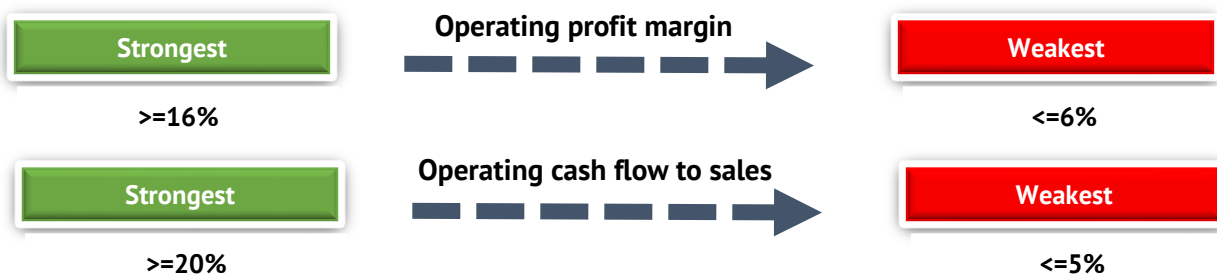 Operating profit margin
Strongest
Weakest
>=16%
<=6%
Operating cash flow to sales
Strongest
Weakest
>=20%
<=5%